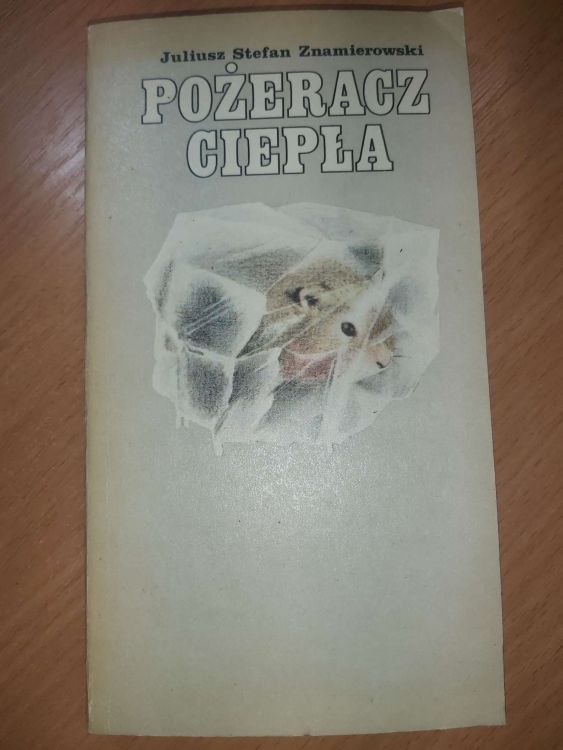 Juliusz Stefan Znamierowski
POŻERACZ
CIEPŁA